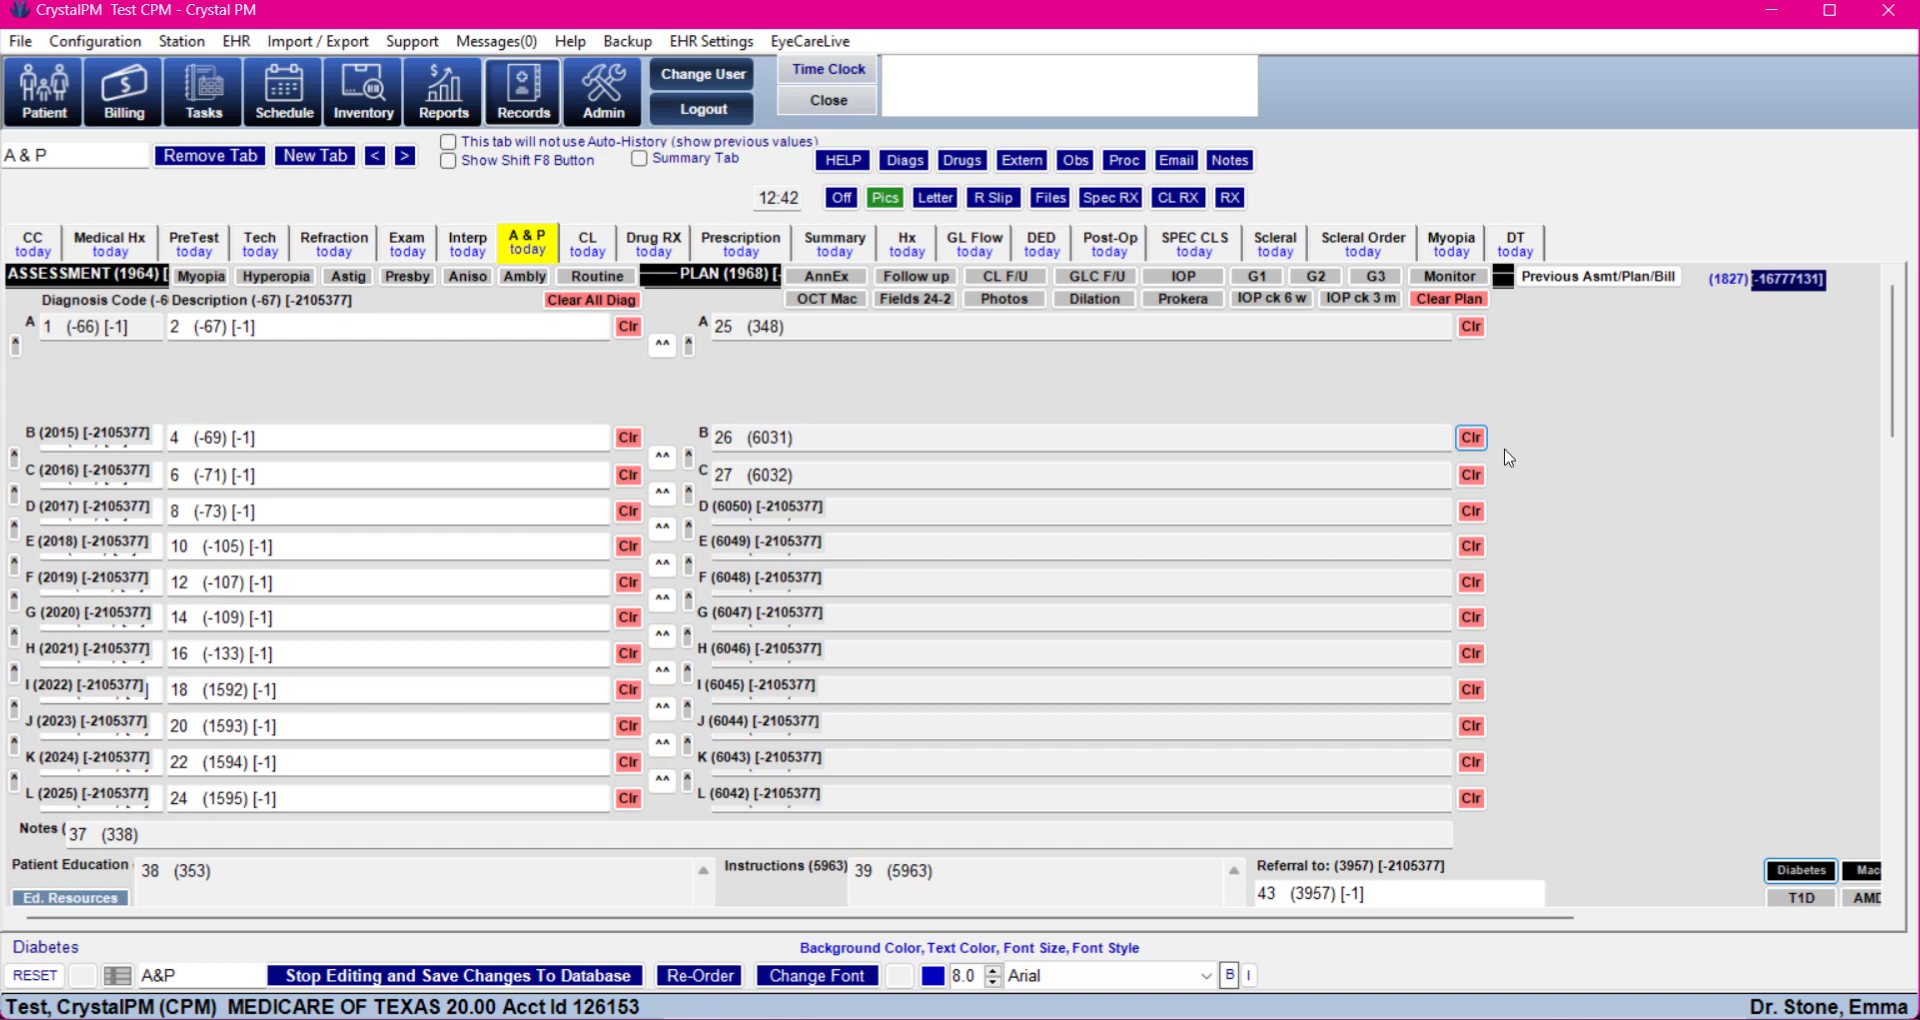 CrystalPM  Test CPM - Crystal PM
File Configuration Station EHR Import / Export Support Messages(0) Help Backup EHR Settings EyeCareLive
Patient Billing Tasks Schedule Inventory Reports Records Admin
Change User
Logout
Time Clock
Close
A & P Remove Tab New Tab < >
This tab will not use Auto-History (show previous values)
Show Shift F8 Button Summary Tab
HELP Diags Drugs Extern Obs Proc Email Notes
12:42 Off Pics Letter R Slip Files Spec RX CL RX RX
CC Medical Hx PreTest Tech Refraction Exam Interp A & P CL Drug RX Prescription Summary Hx GL Flow DED Post-Op SPEC CLS Scleral Scleral Order Myopia DT
today today today today today today today today today today today today today today today today today today today today today
ASSESSMENT (1964) [ Myopia Hyperopia Astig Presby Aniso Ambly Routine PLAN (1968) [- AnnEx Follow up CL F/U GLC F/U IOP G1 G2 G3 Monitor Previous Asmt/Plan/Bill (1827) [-16777131]
Diagnosis Code (-6 Description (-67) [-2105377] Clear All Diag OCT Mac Fields 24-2 Photos Dilation Prokera IOP ck 6 w IOP ck 3 m Clear Plan
A 1 (-66) [-1] 2 (-67) [-1] Clr A 25 (348) Clr
^ ^^ ^
B (2015) [-2105377] 4 (-69) [-1] Clr B 26 (6031) Clr
^ ^^ ^
C (2016) [-2105377] 6 (-71) [-1] Clr C 27 (6032) Clr
^ ^^ ^
D (2017) [-2105377] 8 (-73) [-1] Clr D (6050) [-2105377] Clr
^ ^^ ^
E (2018) [-2105377] 10 (-105) [-1] Clr E (6049) [-2105377] Clr
^ ^^ ^
F (2019) [-2105377] 12 (-107) [-1] Clr F (6048) [-2105377] Clr
^ ^^ ^
G (2020) [-2105377] 14 (-109) [-1] Clr G (6047) [-2105377] Clr
^ ^^ ^
H (2021) [-2105377] 16 (-133) [-1] Clr H (6046) [-2105377] Clr
^ ^^ ^
I (2022) [-2105377] 18 (1592) [-1] Clr I (6045) [-2105377] Clr
^ ^^ ^
J (2023) [-2105377] 20 (1593) [-1] Clr J (6044) [-2105377] Clr
^ ^^ ^
K (2024) [-2105377] 22 (1594) [-1] Clr K (6043) [-2105377] Clr
^ ^^ ^
L (2025) [-2105377] 24 (1595) [-1] Clr L (6042) [-2105377] Clr
Notes ( 37 (338)
Patient Education 38 (353) Instructions (5963) 39 (5963) Referral to: (3957) [-2105377] Diabetes Mac
Ed. Resources 43 (3957) [-1] T1D AMD
Diabetes Background Color, Text Color, Font Size, Font Style
RESET A&P Stop Editing and Save Changes To Database Re-Order Change Font 8.0 Arial B I
Test, CrystalPM (CPM)  MEDICARE OF TEXAS 20.00 Acct Id 126153 Dr. Stone, Emma